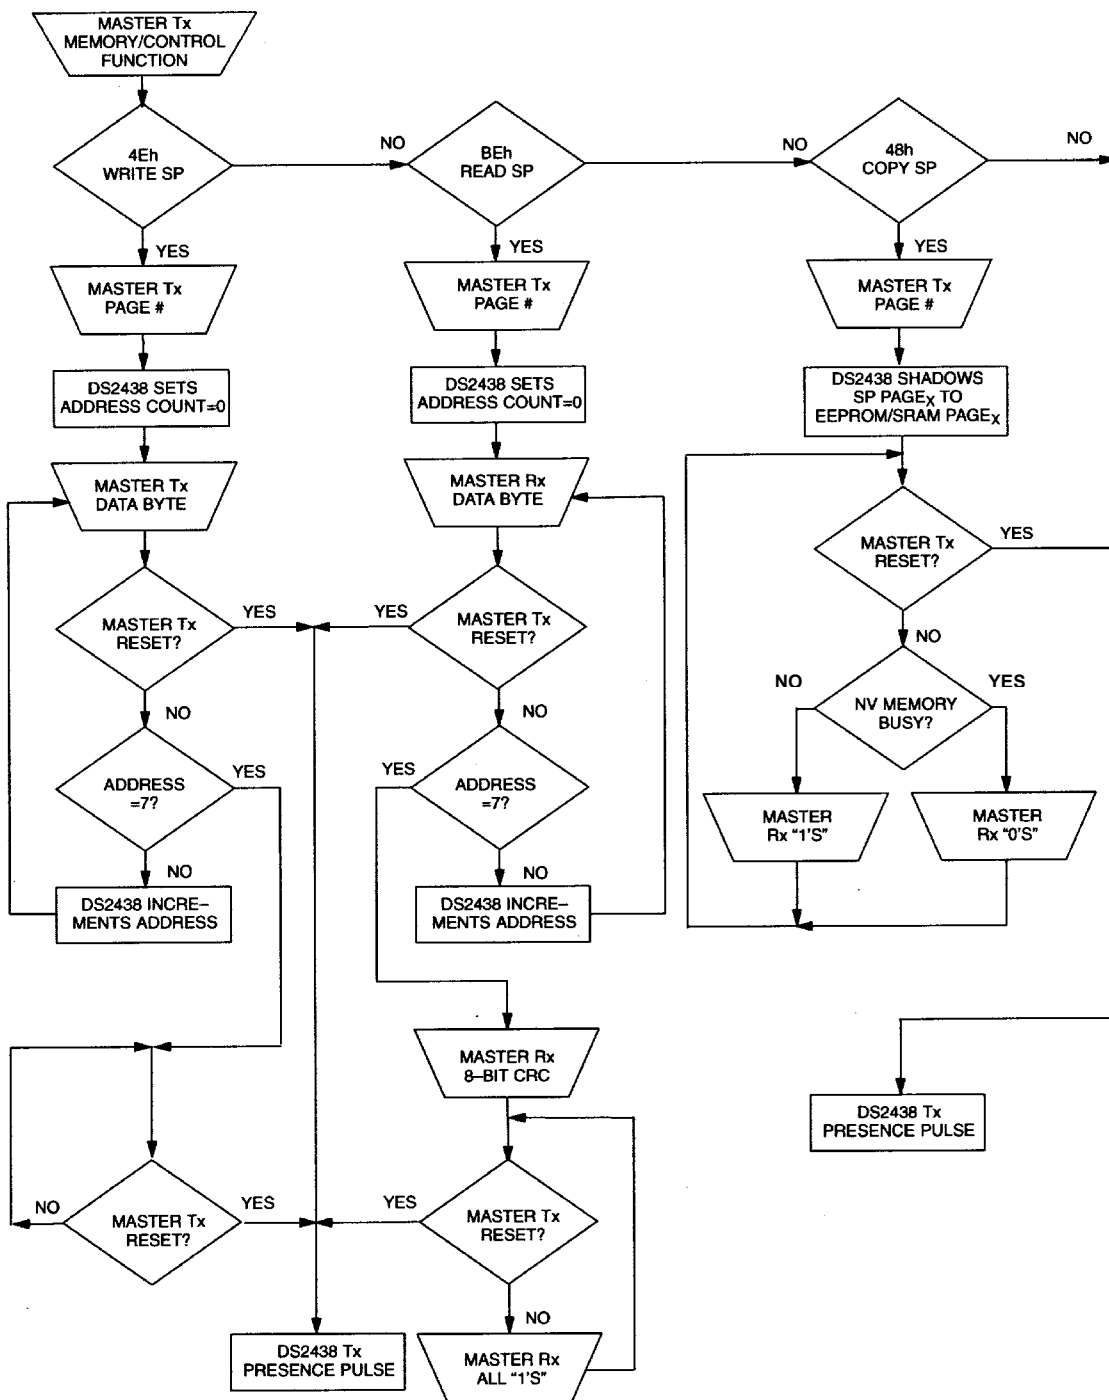 MASTER Tx
MEMORY/CONTROL
FUNCTION
4Eh
WRITE SP
NO
BEh
READ SP
NO
48h
COPY SP
NO
YES
YES
YES
MASTER Tx
PAGE #
MASTER Tx
PAGE #
MASTER Tx
PAGE #
DS2438 SETS
ADDRESS COUNT=0
DS2438 SETS
ADDRESS COUNT=0
DS2438 SHADOWS
SP PAGEX TO
EEPROM/SRAM PAGEX
MASTER Tx
DATA BYTE
MASTER Rx
DATA BYTE
MASTER Tx
RESET?
YES
YES
MASTER Tx
RESET?
MASTER Tx
RESET?
YES
NO
NO
NO
NO
NV MEMORY
BUSY?
YES
ADDRESS
=7?
YES
YES
ADDRESS
=7?
MASTER
Rx “1’S”
MASTER
Rx “0’S”
NO
NO
DS2438 INCRE–
MENTS ADDRESS
DS2438 INCRE–
MENTS ADDRESS
MASTER Rx
8–BIT CRC
DS2438 Tx
PRESENCE PULSE
NO
MASTER Tx
RESET?
YES
YES
MASTER Tx
RESET?
NO
DS2438 Tx
PRESENCE PULSE
MASTER Rx
ALL “1’S”